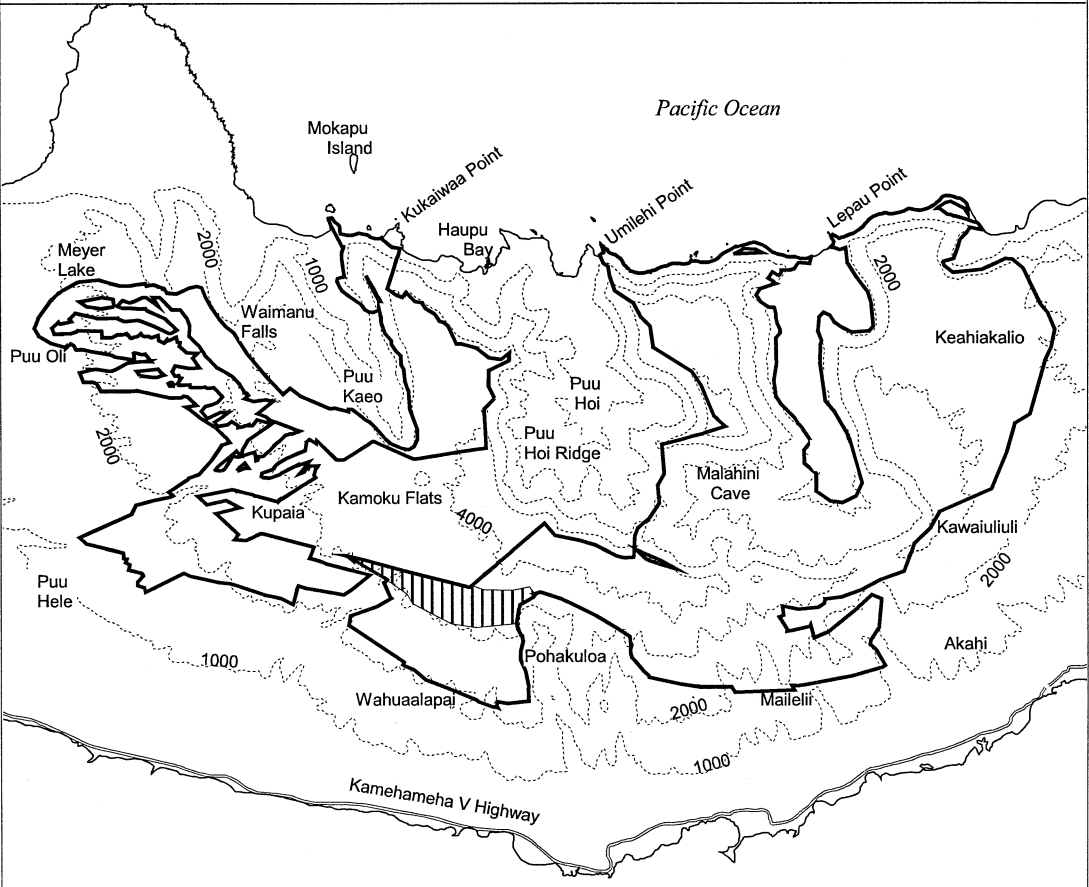 Pacific Ocean
Mokapu
Island
Kukaiwaa Point
Umilehi Point
Lepau Point
Haupu
Bay
Meyer
Lake
2000
1000
2000
Waimanu
Falls
Puu Oli
Keahiakalio
Puu
Kaeo
Puu
Hoi
Puu
Hoi Ridge
2000
Malahini
Cave
Kamoku Flats
Kupaia
4000
Kawaiuliuli
2000
Puu
Hele
1000
Pohakuloa
Akahi
Wahuaalapai
2000
Mailelii
1000
Kamehameha V Highway